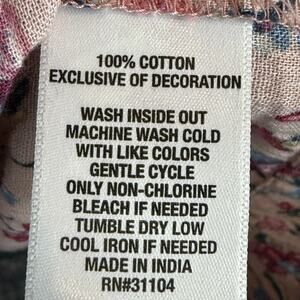 100% COTTON
EXCLUSIVE OF DECORATION
WASH INSIDE OUT
MACHINE WASH COLD
WITH LIKE COLORS
GENTLE CYCLE
ONLY NON-CHLORINE
BLEACH IF NEEDED
TUMBLE DRY LOW
COOL IRON IF NEEDED
MADE IN INDIA
RN#31104